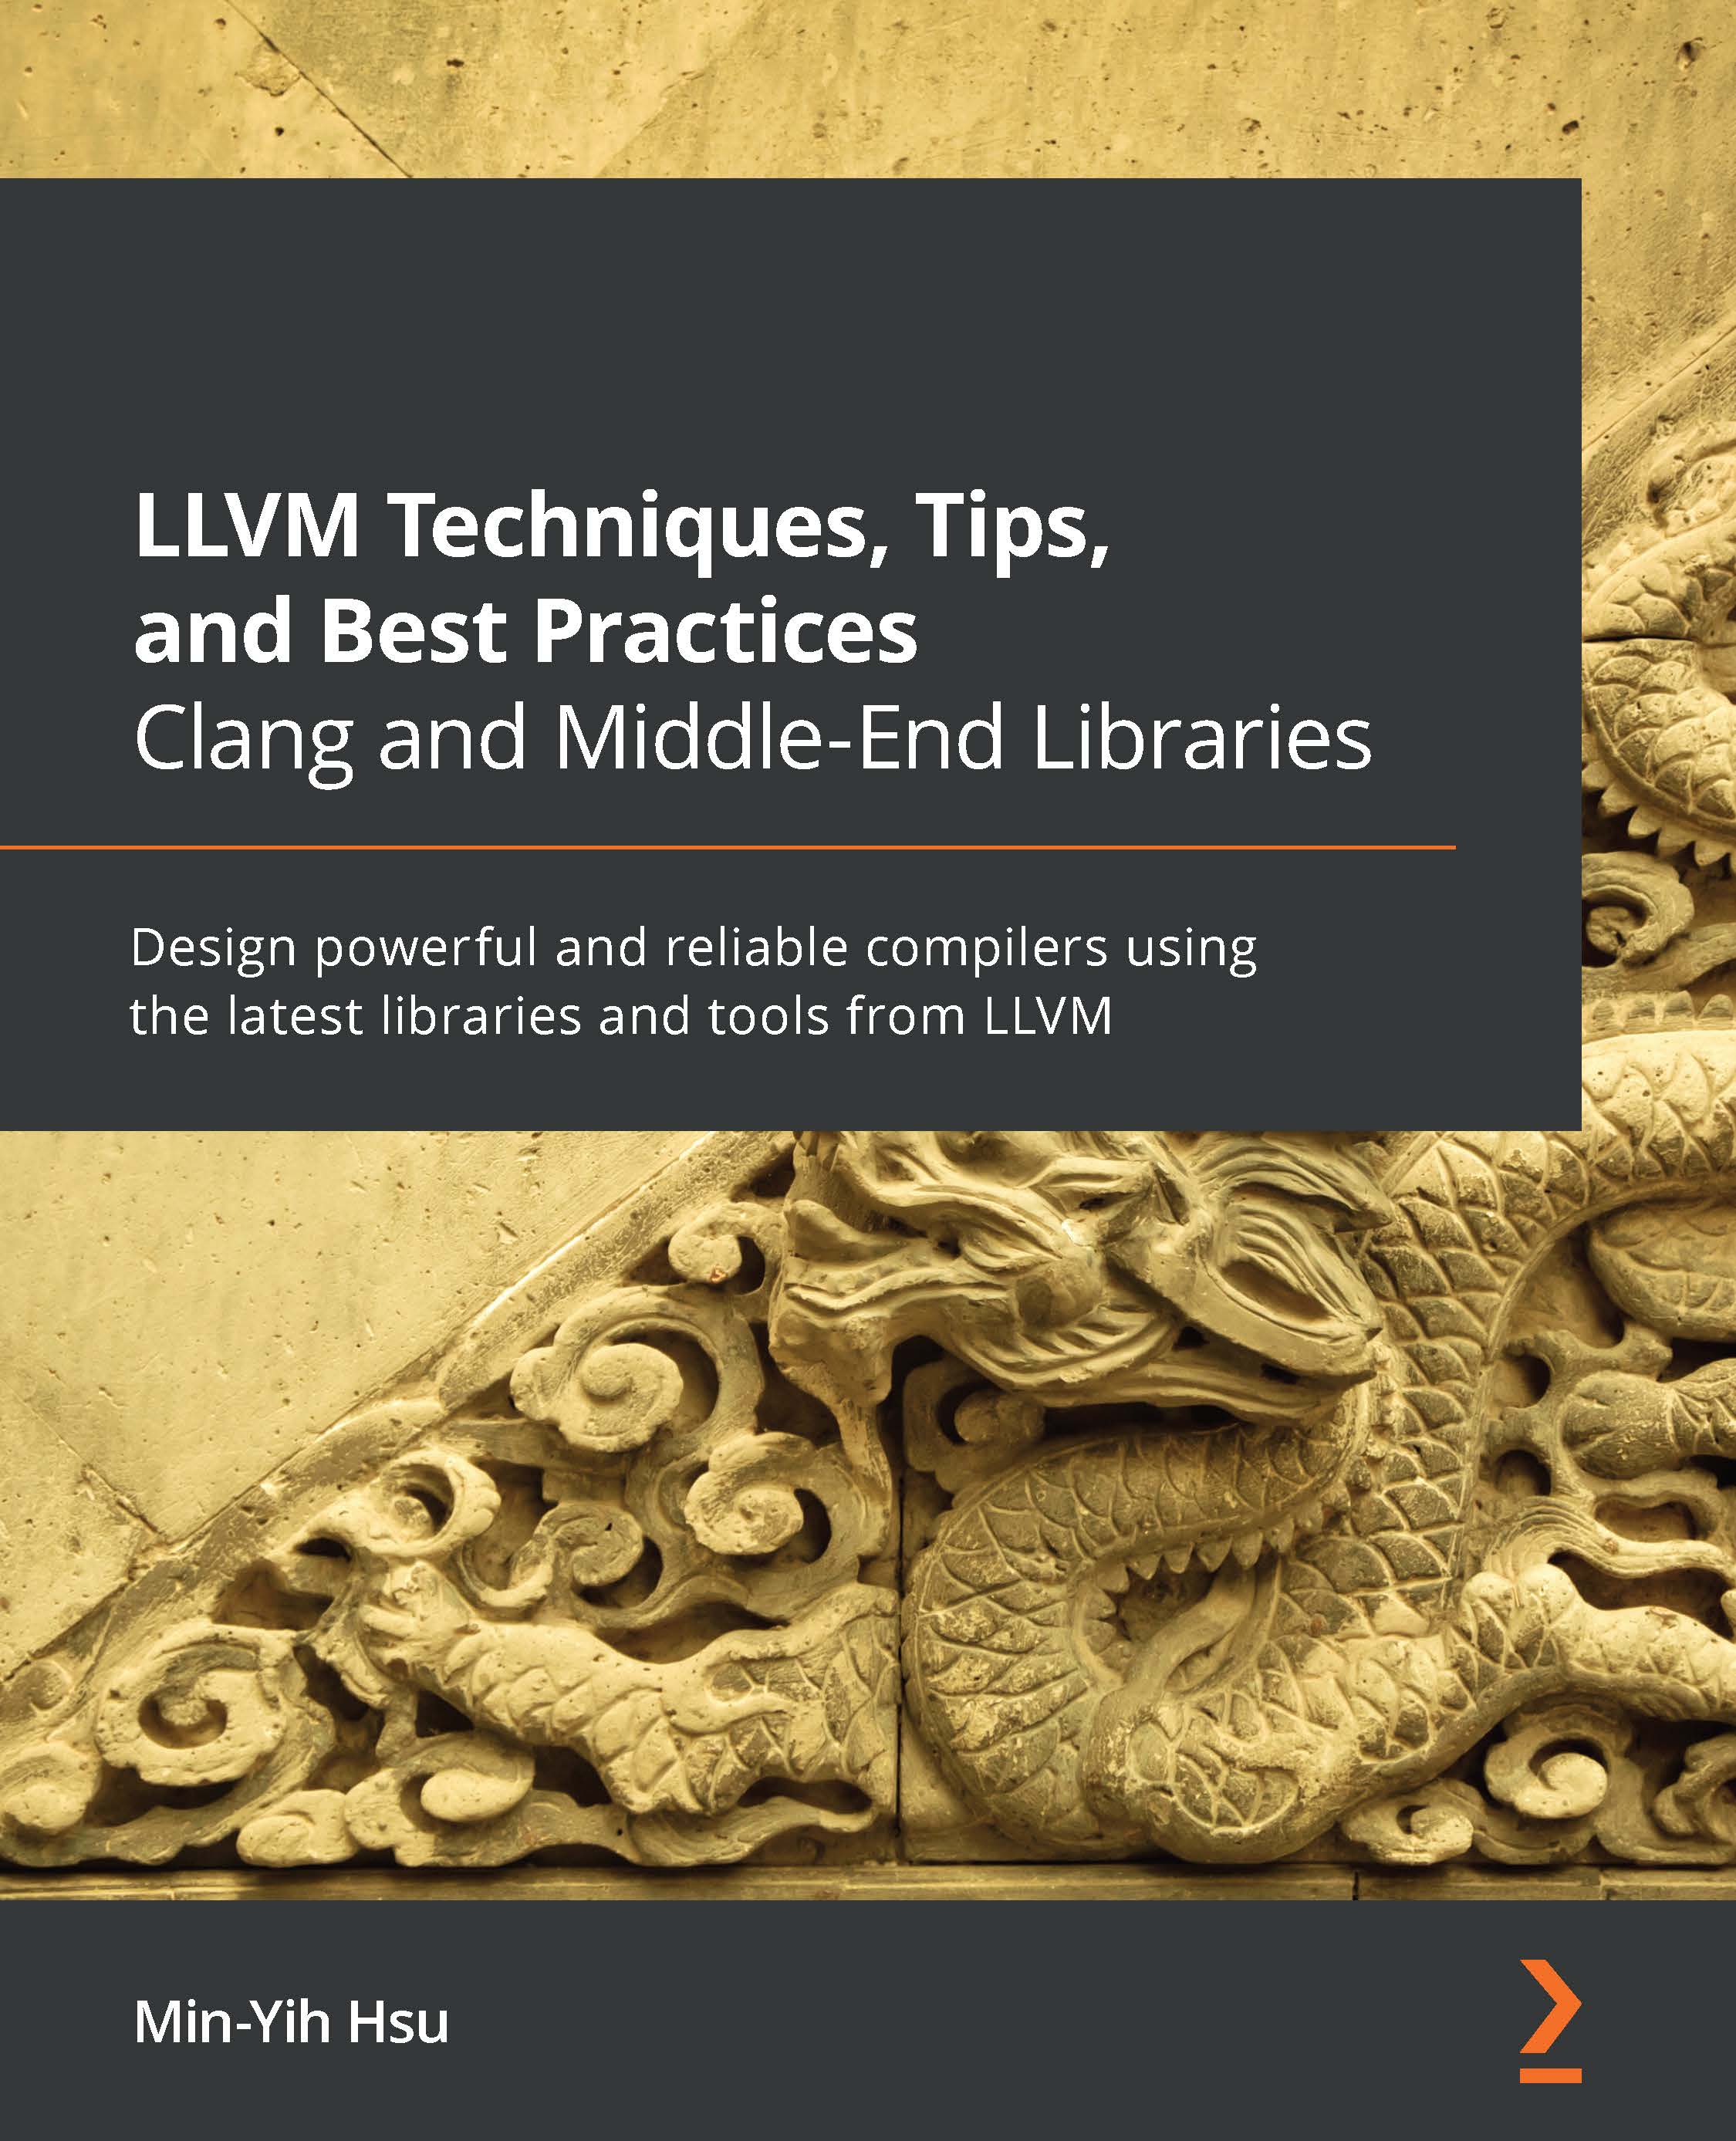 LLVM Techniques, Tips,
and Best Practices
Clang and Middle-End Libraries
Design powerful and reliable compilers using
the latest libraries and tools from LLVM
Min-Yih Hsu